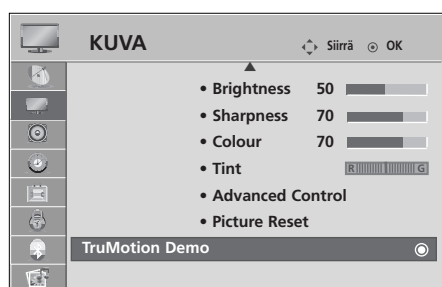 KUVA Siirrä OK
• Brightness 50
• Sharpness 70
• Colour 70
• Tint R G
• Advanced Control
• Picture Reset
TruMotion Demo